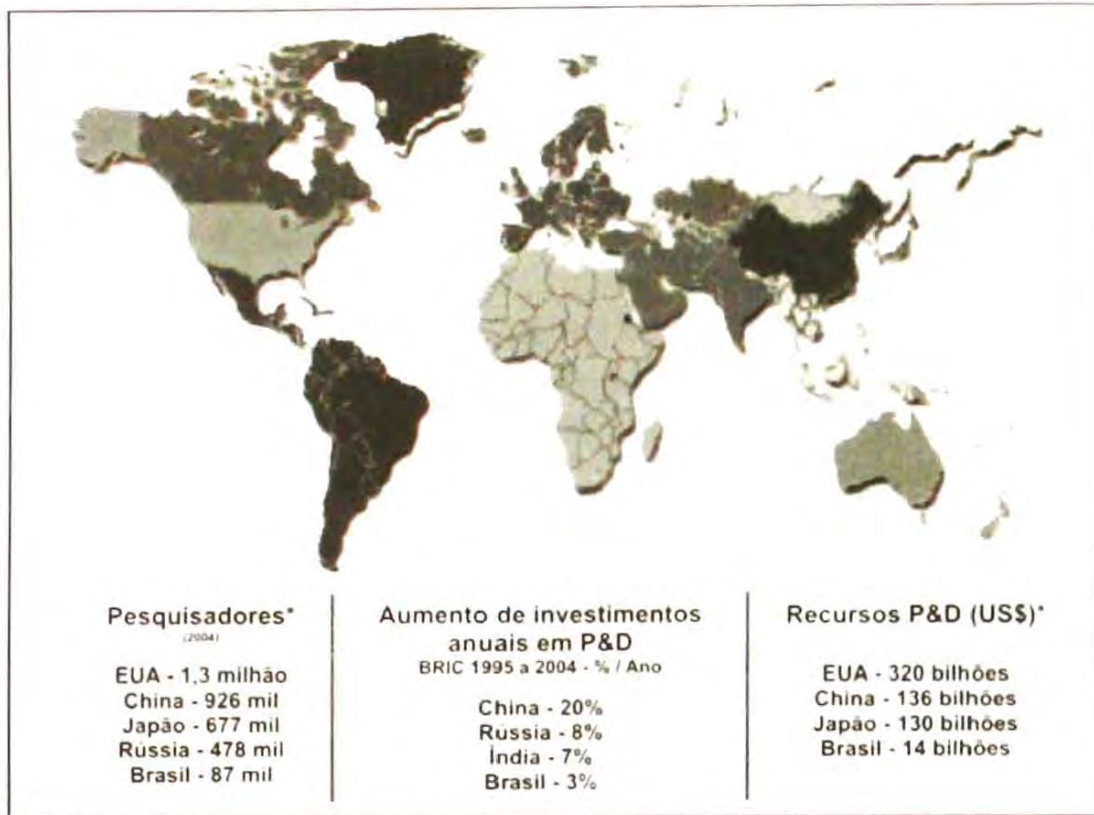 Pesquisadores*
(2004)
EUA - 1,3 milhão
China - 926 mil
Japão - 677 mil
Rússia - 478 mil
Brasil - 87 mil
Aumento de investimentos
anuais em P&D
BRIC 1995 a 2004 - % / Ano
China - 20%
Rússia - 8%
Índia - 7%
Brasil - 3%
Recursos P&D (US$)*
EUA - 320 bilhões
China - 136 bilhões
Japão - 130 bilhões
Brasil - 14 bilhões